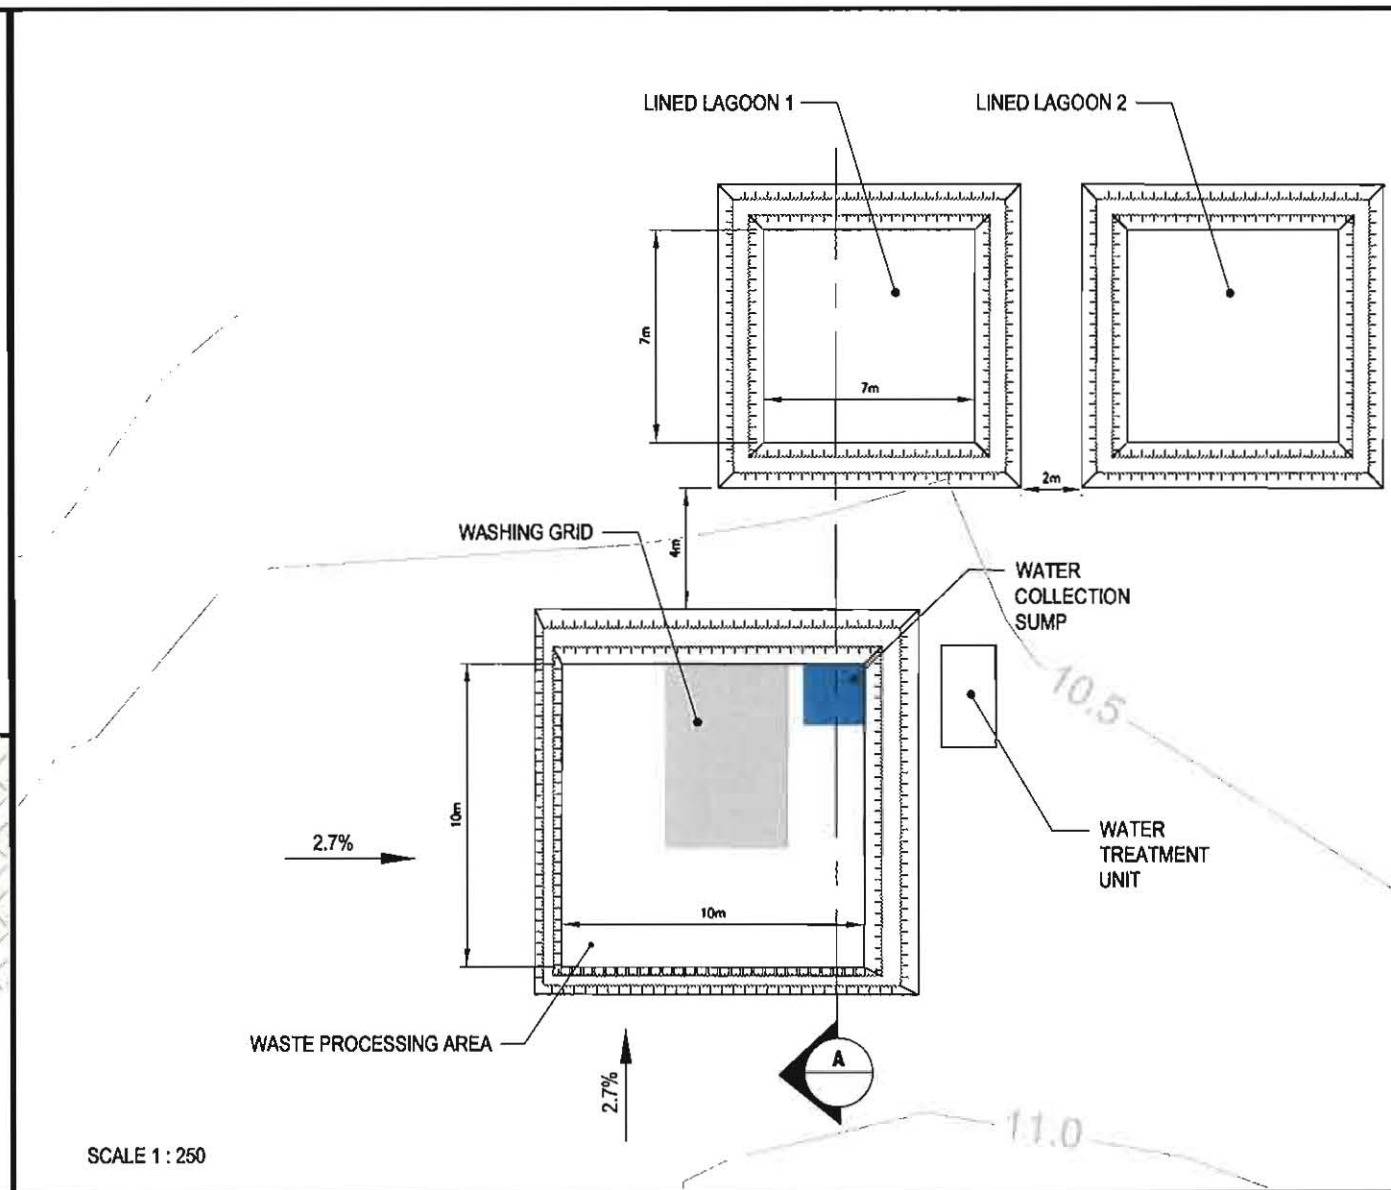 LINED LAGOON 1
LINED LAGOON 2
7m
7m
2m
WASHING GRID
4m
WATER
COLLECTION
SUMP
10.5
10m
2.7%
WATER
TREATMENT
UNIT
10m
WASTE PROCESSING AREA
A
2.7%
11.0
SCALE 1 : 250